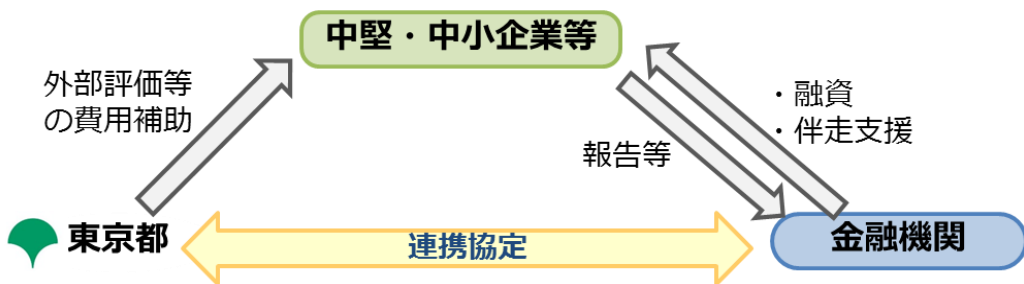 中堅・中小企業等
外部評価等
の費用補助
・融資
・伴走支援
報告等
東京都
連携協定
金融機関